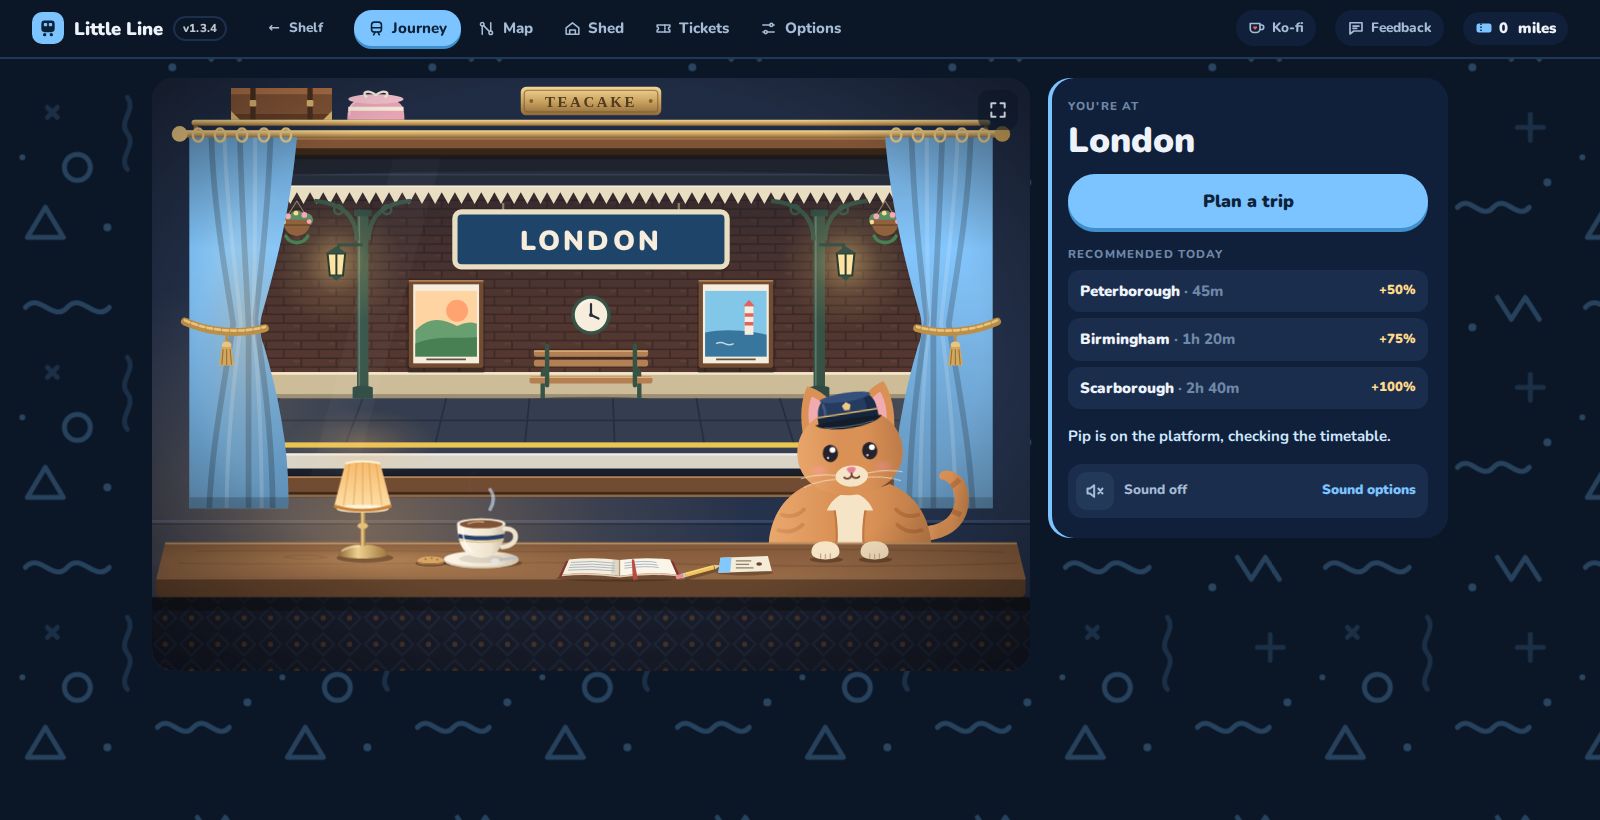 Little Line v1.3.4 ← Shelf Journey Map Shed Tickets Options Ko-fi Feedback 0 miles
TEACAKE
LONDON
YOU'RE AT
London
Plan a trip
RECOMMENDED TODAY
Peterborough · 45m +50%
Birmingham · 1h 20m +75%
Scarborough · 2h 40m +100%
Pip is on the platform, checking the timetable.
Sound off Sound options